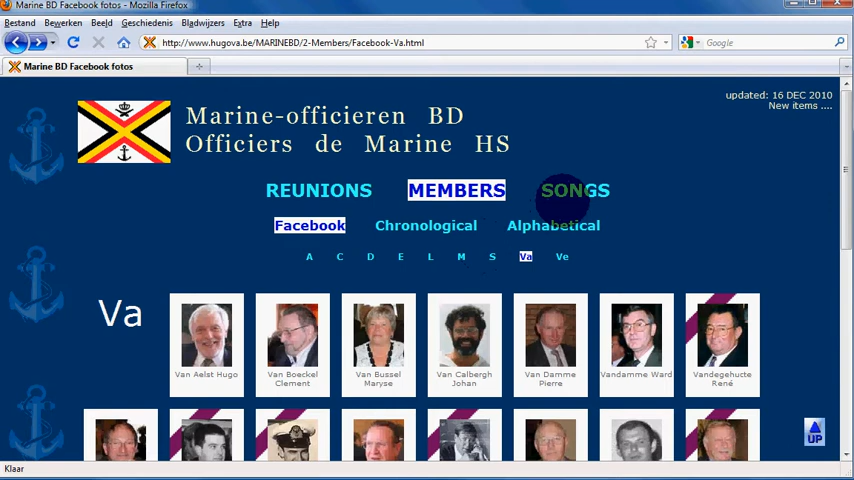 Marine BD Facebook fotos - Mozilla Firefox
Bestand Bewerken Beeld Geschiedenis Bladwijzers Extra Help
http://www.hugova.be/MARINEBD/2-Members/Facebook-Va.html
Google
Marine BD Facebook fotos
updated: 16 DEC 2010
New items ....
Marine-officieren BD
Officiers de Marine HS
REUNIONS MEMBERS SONGS
Facebook Chronological Alphabetical
A C D E L M S Va Ve
Va
Van Aelst Hugo
Van Boeckel
Clement
Van Bussel
Maryse
Van Calbergh
Johan
Van Damme
Pierre
Vandamme Ward
Vandegehucte
René
UP
Klaar